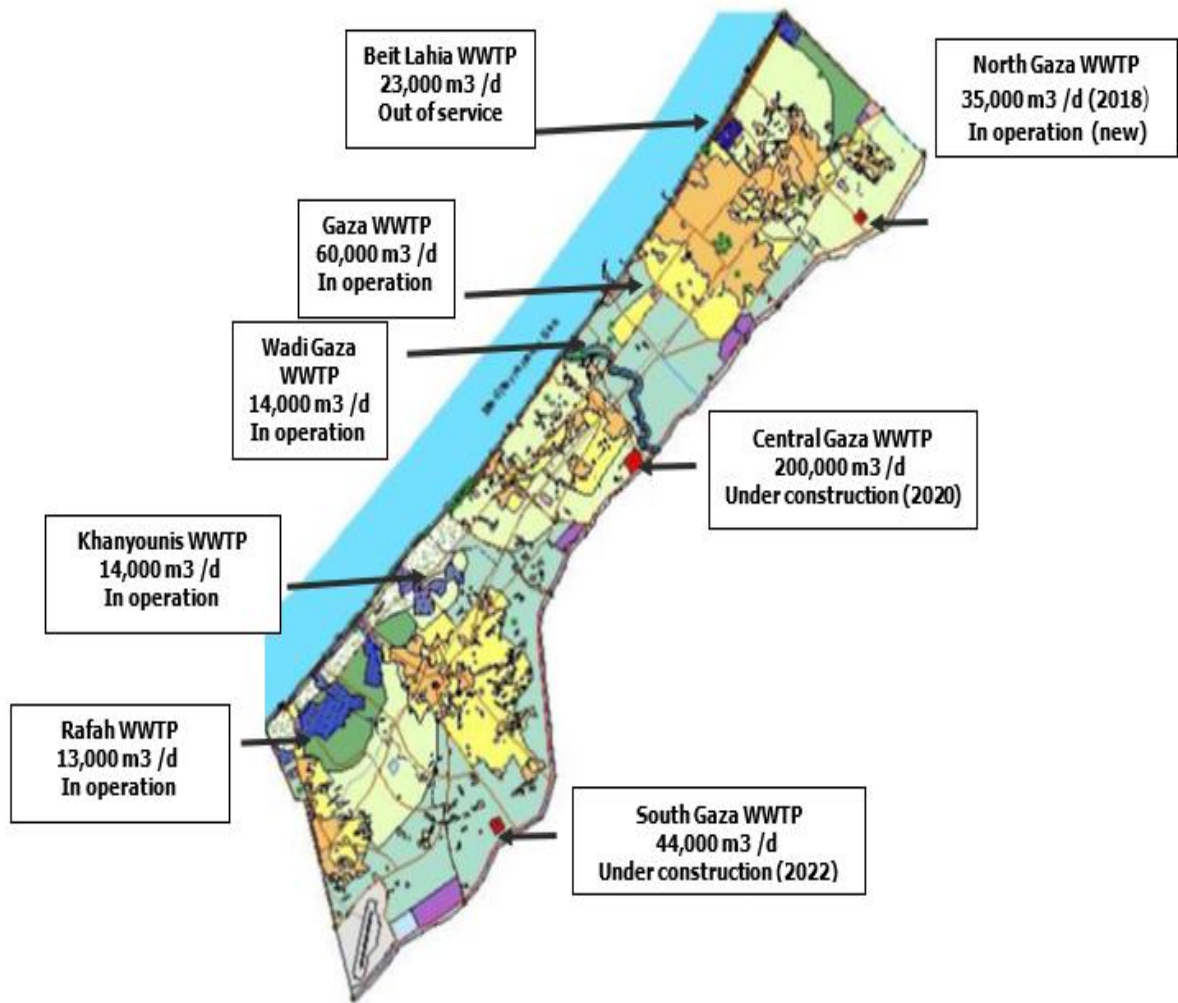 Beit Lahia WWTP
23,000 m3 /d
Out of service
North Gaza WWTP
35,000 m3 /d (2018)
In operation (new)
Gaza WWTP
60,000 m3 /d
In operation
Wadi Gaza
WWTP
14,000 m3 /d
In operation
Central Gaza WWTP
200,000 m3 /d
Under construction (2020)
Khanyounis WWTP
14,000 m3 /d
In operation
Rafah WWTP
13,000 m3 /d
In operation
South Gaza WWTP
44,000 m3 /d
Under construction (2022)